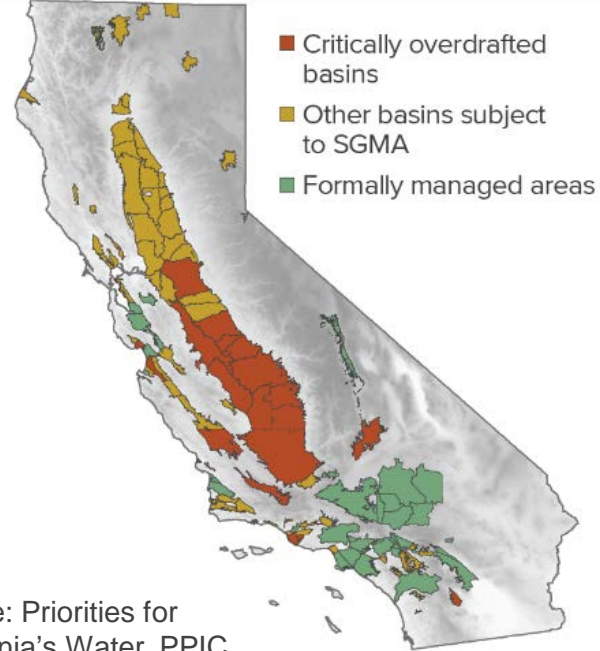 Critically overdrafted
basins
Other basins subject
to SGMA
Formally managed areas
e: Priorities for
nia's Water, PPIC